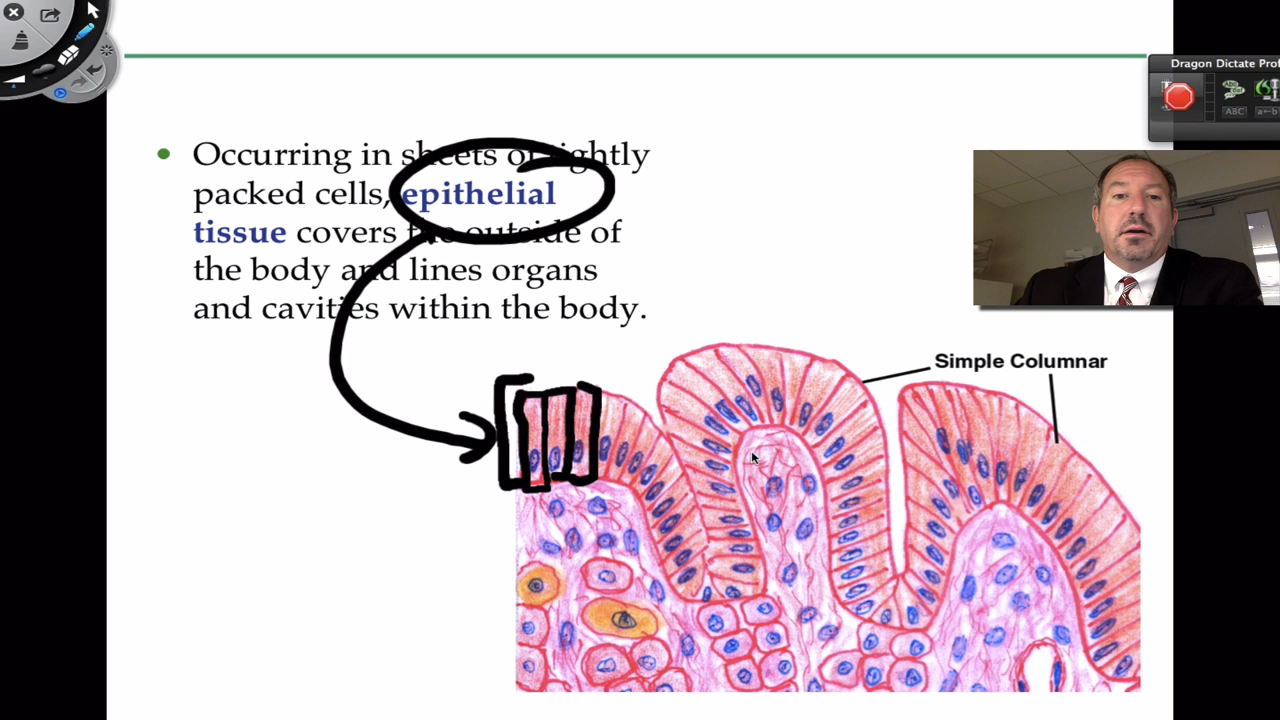 Dragon Dictate Prof
ABC
a←b
Occurring in sheets of tightly
packed cells, epithelial
tissue covers the outside of
the body and lines organs
and cavities within the body.
Simple Columnar